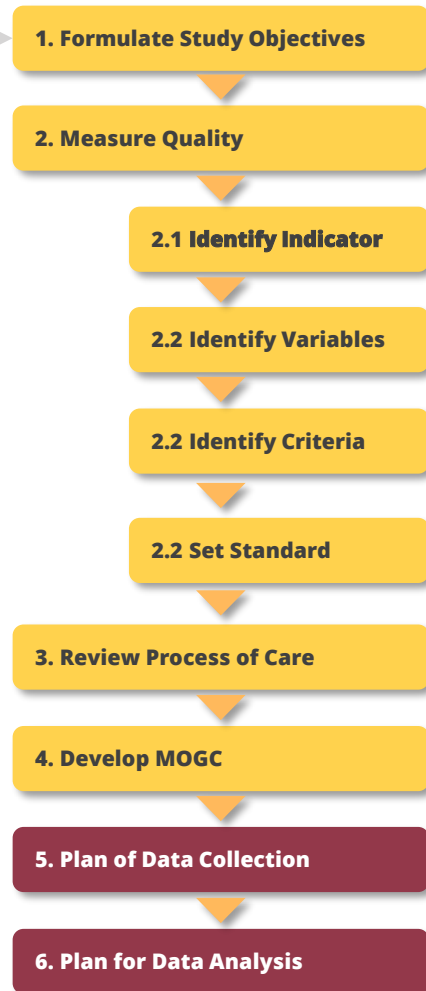 1. Formulate Study Objectives
2. Measure Quality
2.1 Identify Indicator
2.2 Identify Variables
2.2 Identify Criteria
2.2 Set Standard
3. Review Process of Care
4. Develop MOGC
5. Plan of Data Collection
6. Plan for Data Analysis